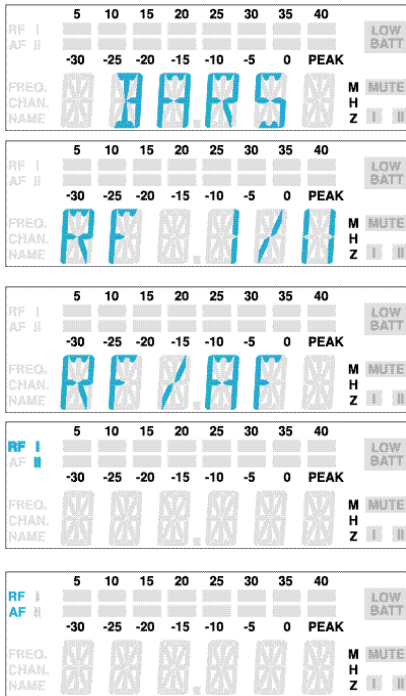 5 10 15 20 25 30 35 40
RF I LOW
AF II BATT
-30 -25 -20 -15 -10 -5 0 PEAK
FREQ. M MUTE
CHAN. BARS H
NAME Z I II
5 10 15 20 25 30 35 40
RF I LOW
AF II BATT
-30 -25 -20 -15 -10 -5 0 PEAK
FREQ. M MUTE
CHAN. RF I/II H
NAME Z I II
5 10 15 20 25 30 35 40
RF I LOW
AF II BATT
-30 -25 -20 -15 -10 -5 0 PEAK
FREQ. M MUTE
CHAN. RF/AF H
NAME Z I II
5 10 15 20 25 30 35 40
RF I LOW
AF II BATT
-30 -25 -20 -15 -10 -5 0 PEAK
FREQ. M MUTE
CHAN. H
NAME Z I II
5 10 15 20 25 30 35 40
RF I LOW
AF II BATT
-30 -25 -20 -15 -10 -5 0 PEAK
FREQ. M MUTE
CHAN. H
NAME Z I II